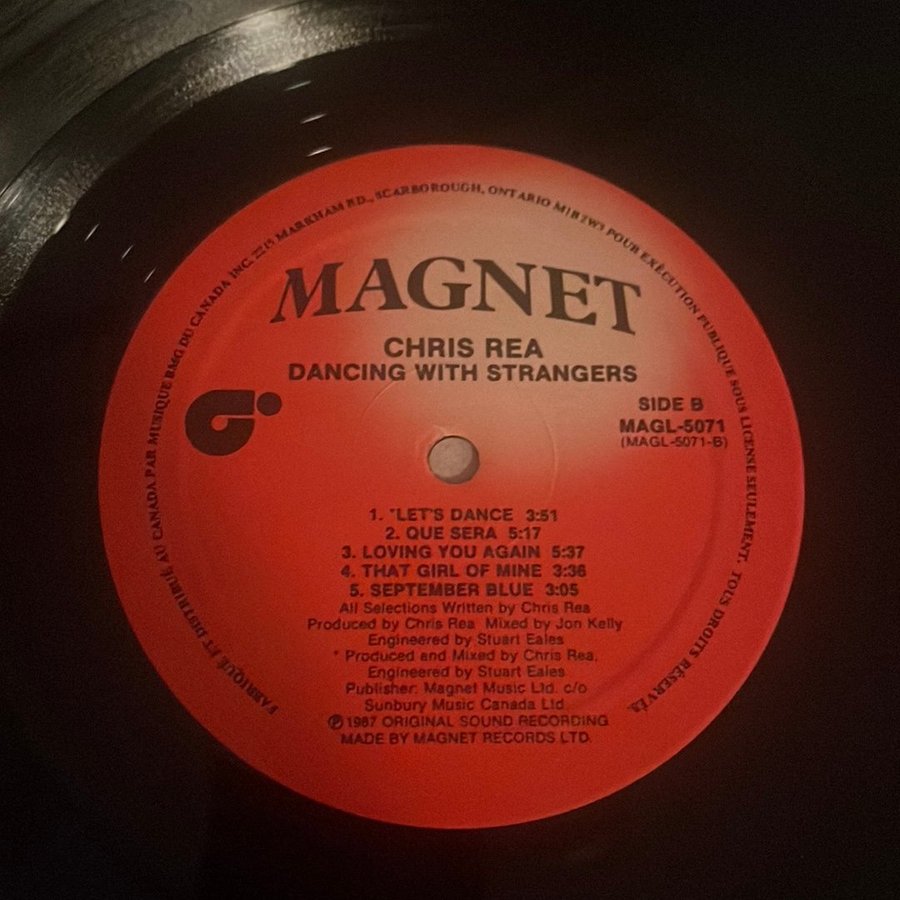 FABRIQUÉ ET DISTRIBUÉ AU CANADA PAR MUSIQUE BMG DU CANADA INC. 2245 MARKHAM RD., SCARBOROUGH, ONTARIO M1B 2W3 POUR EXÉCUTION PUBLIQUE SOUS LICENSE SEULEMENT. TOUS DROITS RÉSERVÉS.
MAGNET
CHRIS REA
DANCING WITH STRANGERS
SIDE B
MAGL-5071
(MAGL-5071-B)
1. *LET'S DANCE 3:51
2. QUE SERA 5:17
3. LOVING YOU AGAIN 5:37
4. THAT GIRL OF MINE 3:36
5. SEPTEMBER BLUE 3:05
All Selections Written by Chris Rea
Produced by Chris Rea Mixed by Jon Kelly
Engineered by Stuart Eales
* Produced and Mixed by Chris Rea,
Engineered by Stuart Eales
Publisher: Magnet Music Ltd. c/o
Sunbury Music Canada Ltd
℗ 1987 ORIGINAL SOUND RECORDING
MADE BY MAGNET RECORDS LTD.